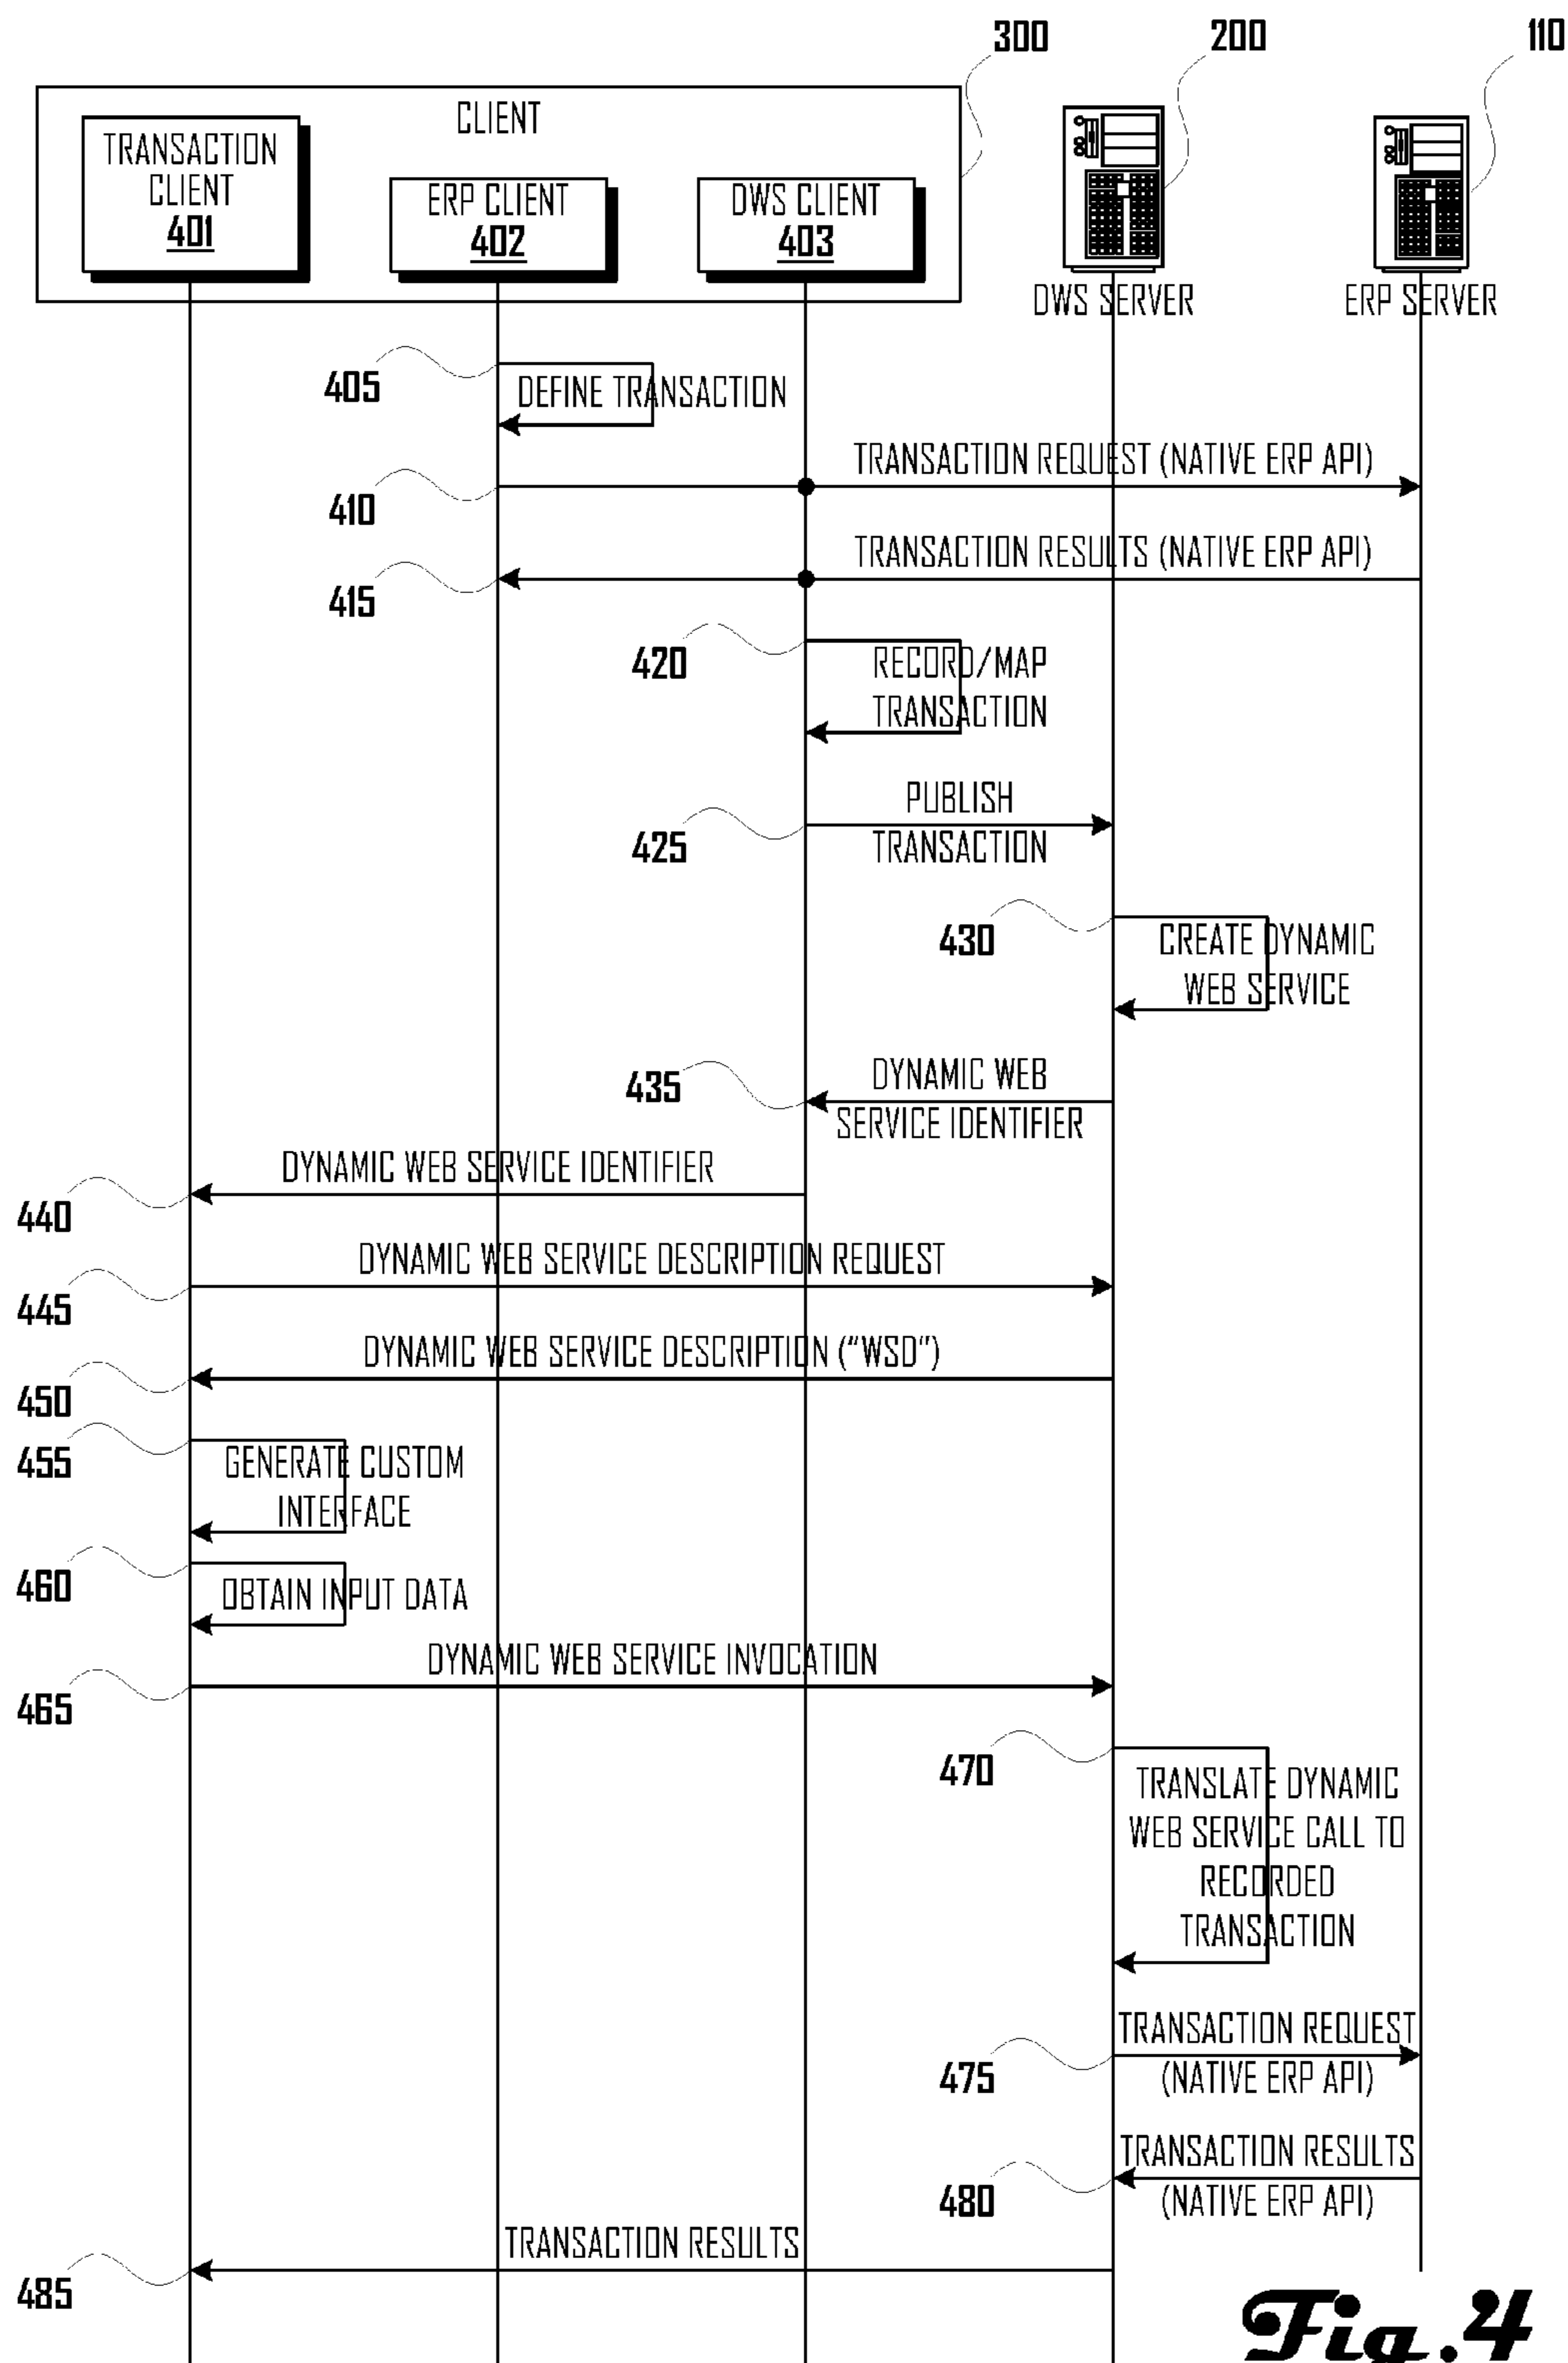 300
200
110
CLIENT
TRANSACTION
CLIENT
401
ERP CLIENT
402
DWS CLIENT
403
DWS SERVER
ERP SERVER
405
DEFINE TRANSACTION
TRANSACTION REQUEST (NATIVE ERP API)
410
TRANSACTION RESULTS (NATIVE ERP API)
415
420
RECORD/MAP
TRANSACTION
PUBLISH
TRANSACTION
425
430
CREATE DYNAMIC
WEB SERVICE
435
DYNAMIC WEB
SERVICE IDENTIFIER
DYNAMIC WEB SERVICE IDENTIFIER
440
DYNAMIC WEB SERVICE DESCRIPTION REQUEST
445
DYNAMIC WEB SERVICE DESCRIPTION ("WSD")
450
455
GENERATE CUSTOM
INTERFACE
460
OBTAIN INPUT DATA
DYNAMIC WEB SERVICE INVOCATION
465
470
TRANSLATE DYNAMIC
WEB SERVICE CALL TO
RECORDED
TRANSACTION
TRANSACTION REQUEST
(NATIVE ERP API)
475
TRANSACTION RESULTS
(NATIVE ERP API)
480
TRANSACTION RESULTS
485
Fig.4